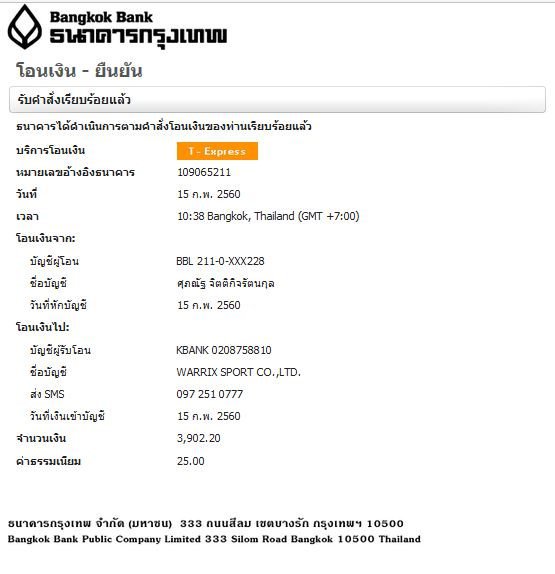 Bangkok Bank
ธนาคารกรุงเทพ
โอนเงิน - ยืนยัน
รับคำสั่งเรียบร้อยแล้ว
ธนาคารได้ดำเนินการตามคำสั่งโอนเงินของท่านเรียบร้อยแล้ว
บริการโอนเงิน T - Express
หมายเลขอ้างอิงธนาคาร 109065211
วันที่ 15 ก.พ. 2560
เวลา 10:38 Bangkok, Thailand (GMT +7:00)
โอนเงินจาก:
บัญชีผู้โอน BBL 211-0-XXX228
ชื่อบัญชี ศุภณัฐ จิตติกิจรัตนกุล
วันที่หักบัญชี 15 ก.พ. 2560
โอนเงินไป:
บัญชีผู้รับโอน KBANK 0208758810
ชื่อบัญชี WARRIX SPORT CO.,LTD.
ส่ง SMS 097 251 0777
วันที่เงินเข้าบัญชี 15 ก.พ. 2560
จำนวนเงิน 3,902.20
ค่าธรรมเนียม 25.00
ธนาคารกรุงเทพ จำกัด (มหาชน) 333 ถนนสีลม เขตบางรัก กรุงเทพฯ 10500
Bangkok Bank Public Company Limited 333 Silom Road Bangkok 10500 Thailand